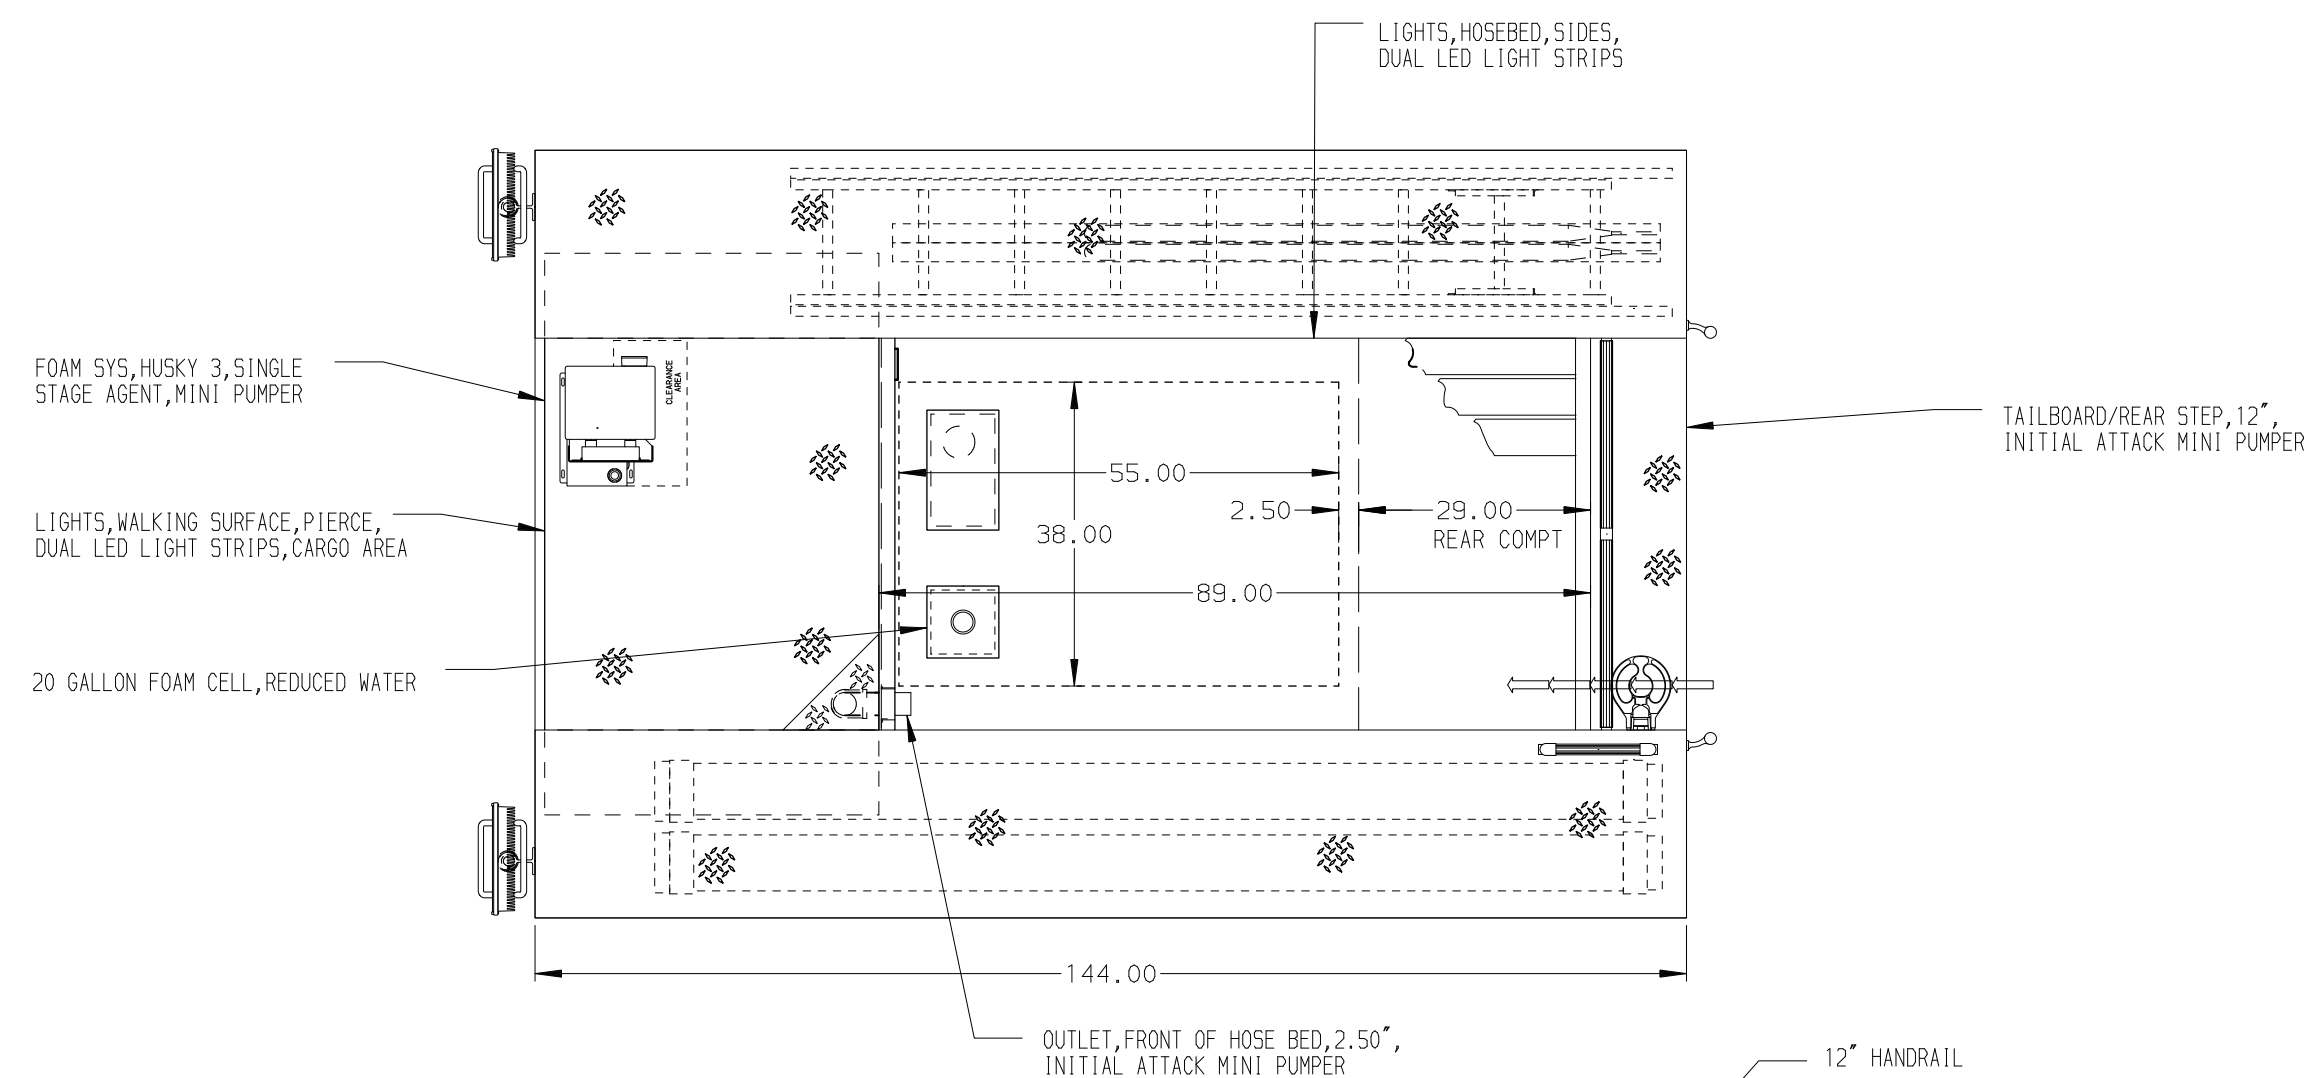 LIGHTS,HOSEBED,SIDES,
DUAL LED LIGHT STRIPS
FOAM SYS,HUSKY 3,SINGLE
STAGE AGENT,MINI PUMPER
CLEARANCE
AREA
TAILBOARD/REAR STEP,12",
INITIAL ATTACK MINI PUMPER
55.00
2.50
29.00
REAR COMPT
38.00
LIGHTS,WALKING SURFACE,PIERCE,
DUAL LED LIGHT STRIPS,CARGO AREA
89.00
20 GALLON FOAM CELL,REDUCED WATER
144.00
OUTLET,FRONT OF HOSE BED,2.50",
INITIAL ATTACK MINI PUMPER
12" HANDRAIL